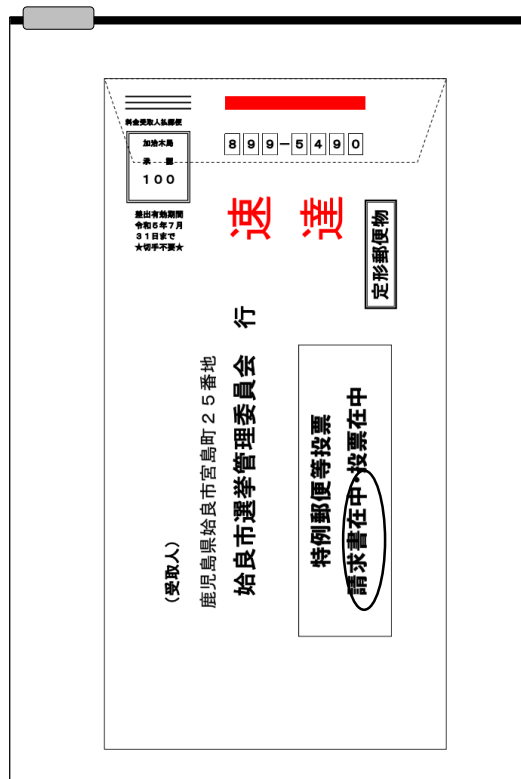 料金受取人払郵便
加治木局
承認
100
差出有効期間
令和5年7月
31日まで
★切手不要★
899-5490
速達
定形郵便物
(受取人)
鹿児島県姶良市宮島町25番地
姶良市選挙管理委員会 行
特例郵便等投票
請求書在中・投票在中